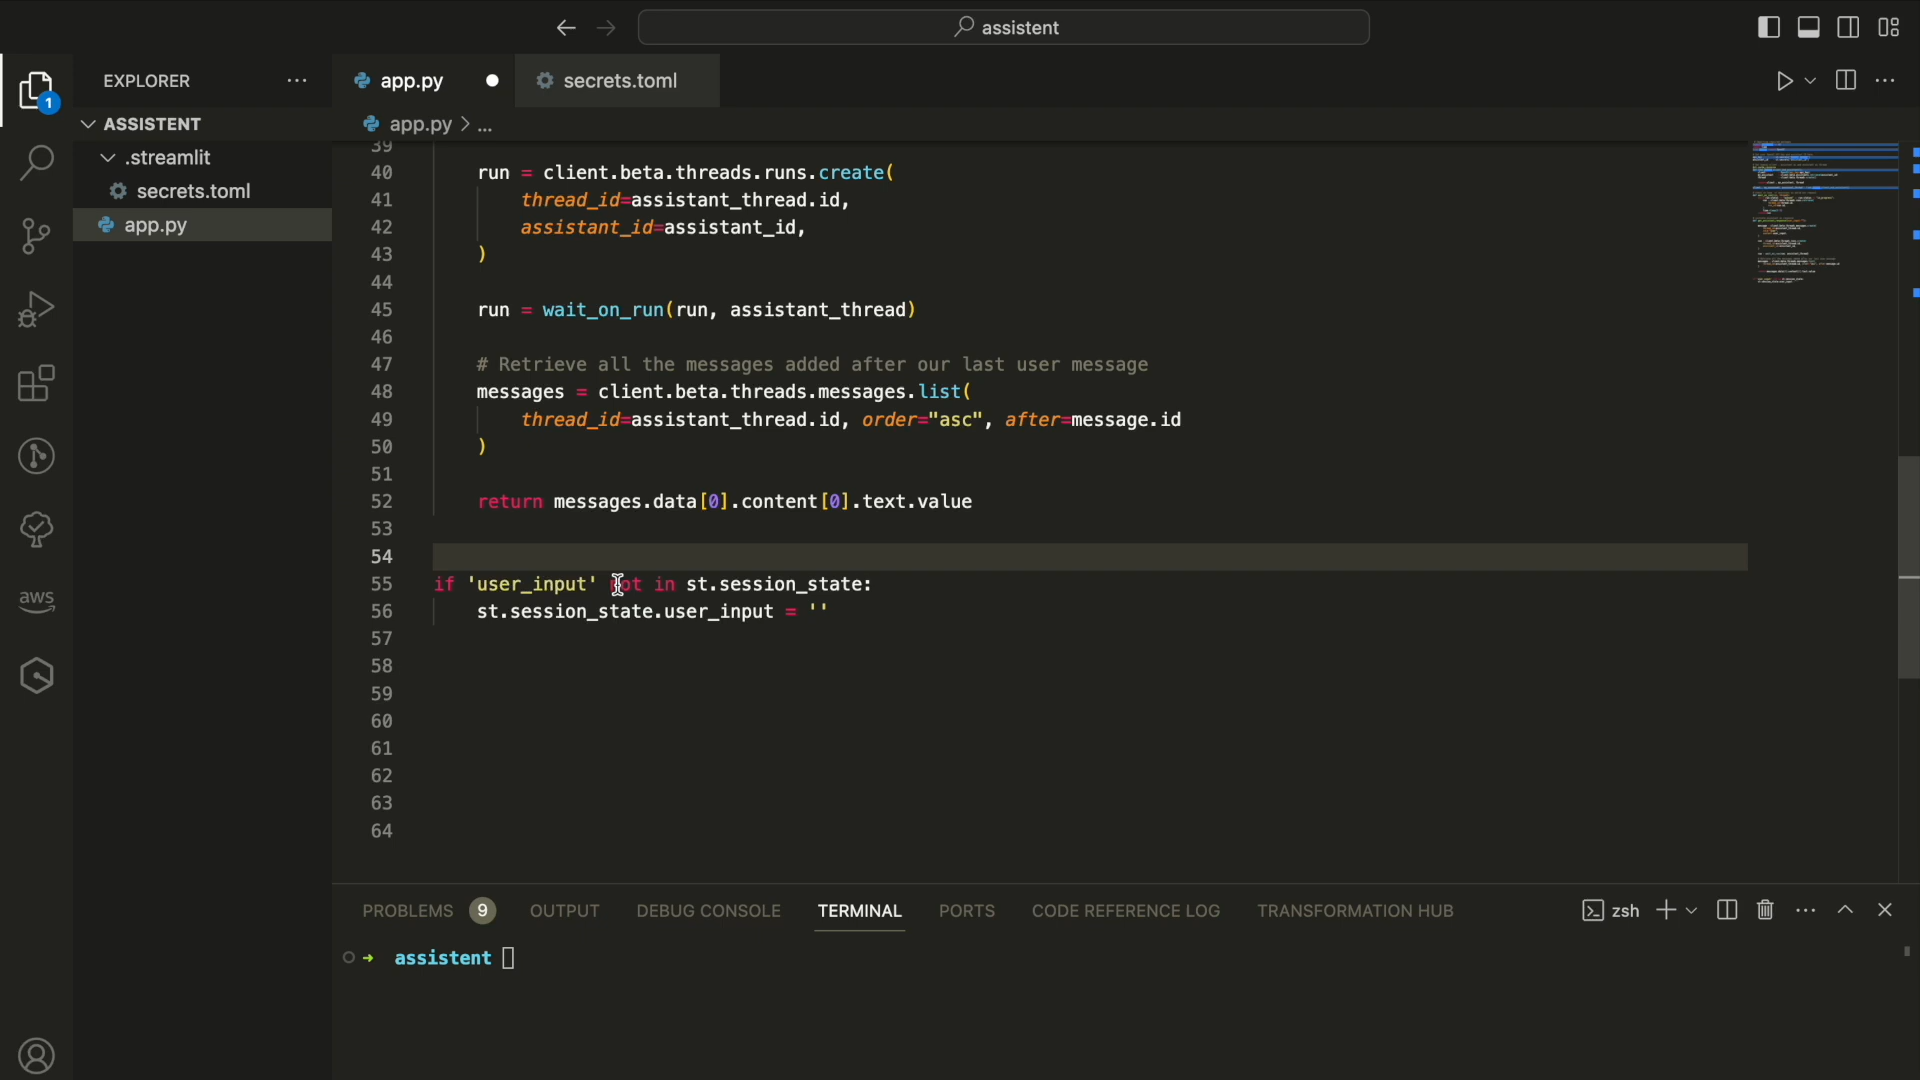 assistent
EXPLORER
app.py
secrets.toml
1
ASSISTENT
app.py > ...
.streamlit
secrets.toml
app.py
39
40 run = client.beta.threads.runs.create(
41 thread_id=assistant_thread.id,
42 assistant_id=assistant_id,
43 )
44
45 run = wait_on_run(run, assistant_thread)
46
47 # Retrieve all the messages added after our last user message
48 messages = client.beta.threads.messages.list(
49 thread_id=assistant_thread.id, order="asc", after=message.id
50 )
51
52 return messages.data[0].content[0].text.value
53
54
55 if 'user_input' not in st.session_state:
56 st.session_state.user_input = ''
57
58
59
60
61
62
63
64
aws
PROBLEMS 9 OUTPUT DEBUG CONSOLE TERMINAL PORTS CODE REFERENCE LOG TRANSFORMATION HUB zsh
assistent